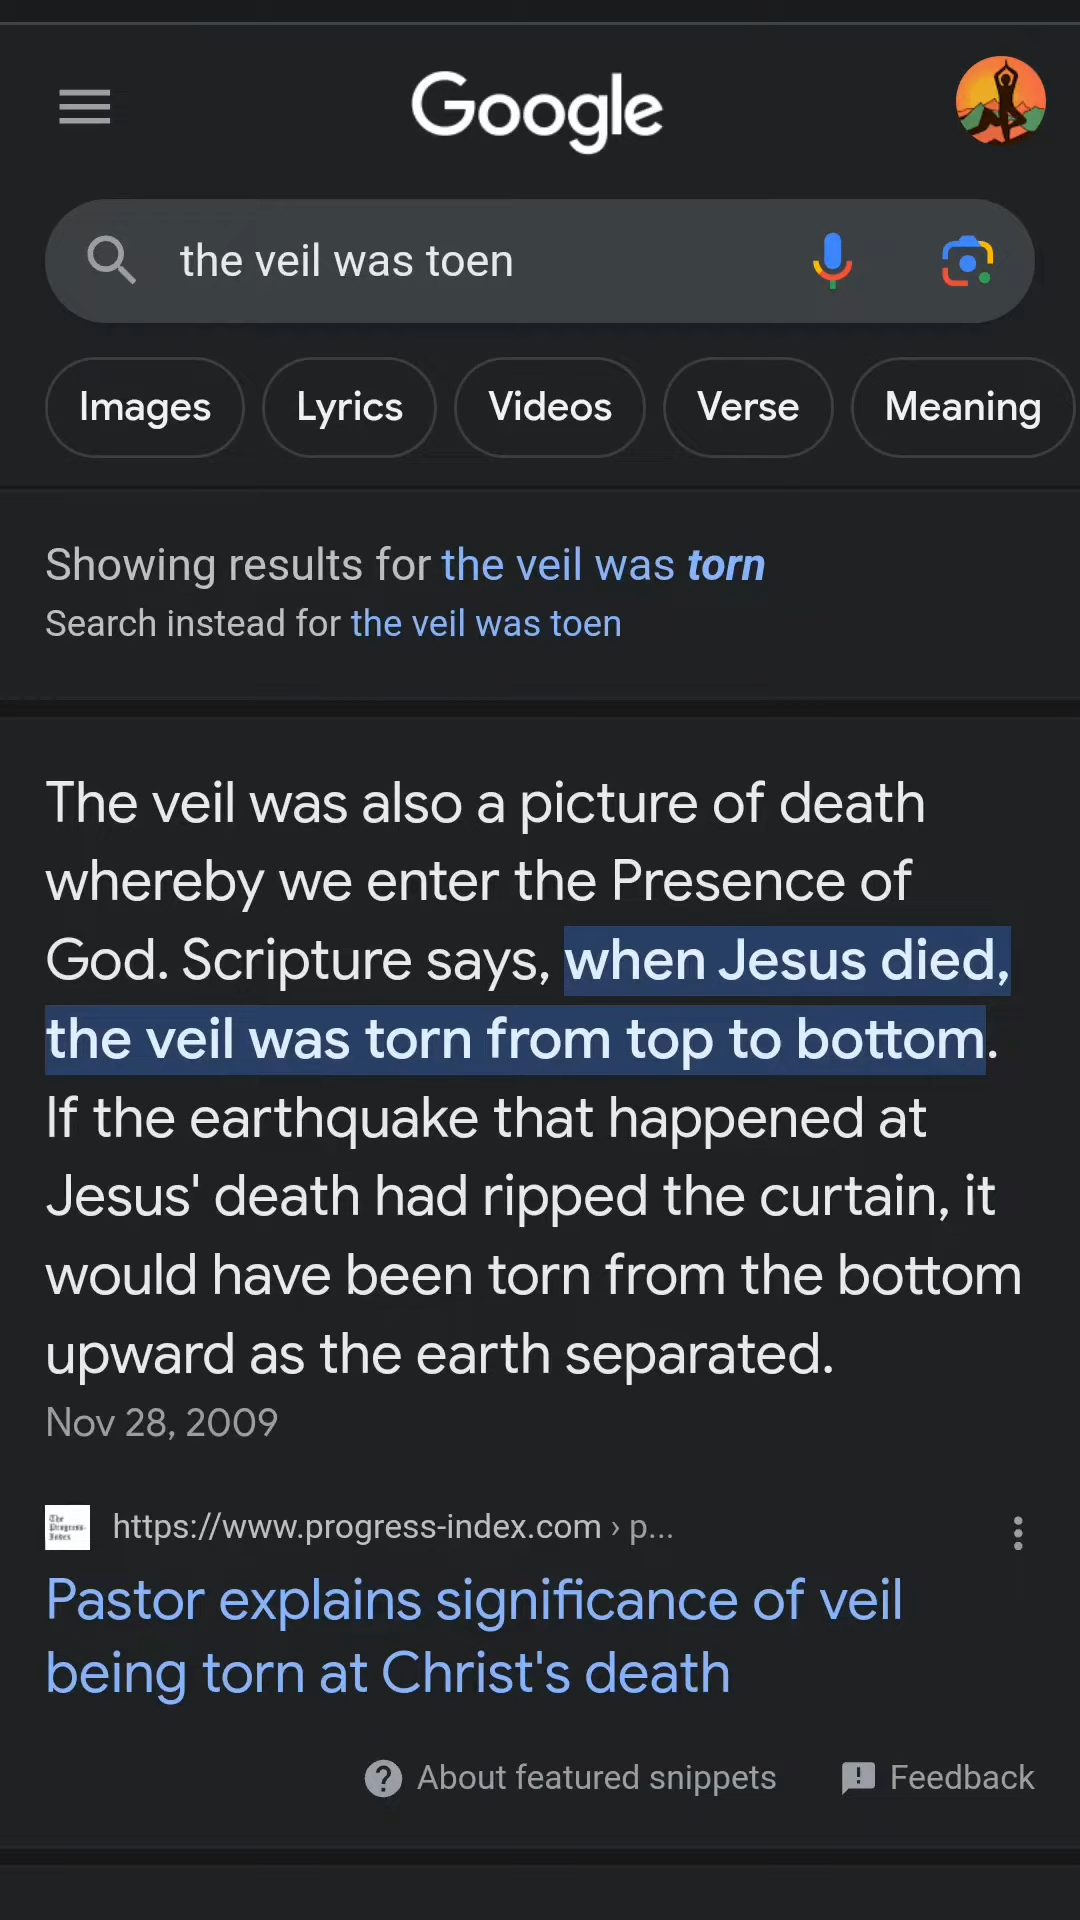 Google
the veil was toen
Images
Lyrics
Videos
Verse
Meaning
Showing results for the veil was torn
Search instead for the veil was toen
The veil was also a picture of death
whereby we enter the Presence of
God. Scripture says, when Jesus died,
the veil was torn from top to bottom.
If the earthquake that happened at
Jesus' death had ripped the curtain, it
would have been torn from the bottom
upward as the earth separated.
Nov 28, 2009
The
Progress-
Index
https://www.progress-index.com › p...
Pastor explains significance of veil
being torn at Christ's death
About featured snippets
Feedback